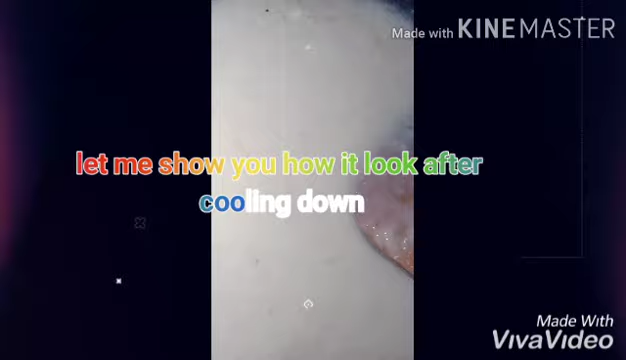 Made with KINEMASTER
let me show you how it look after
cooling down
Made With
VivaVideo